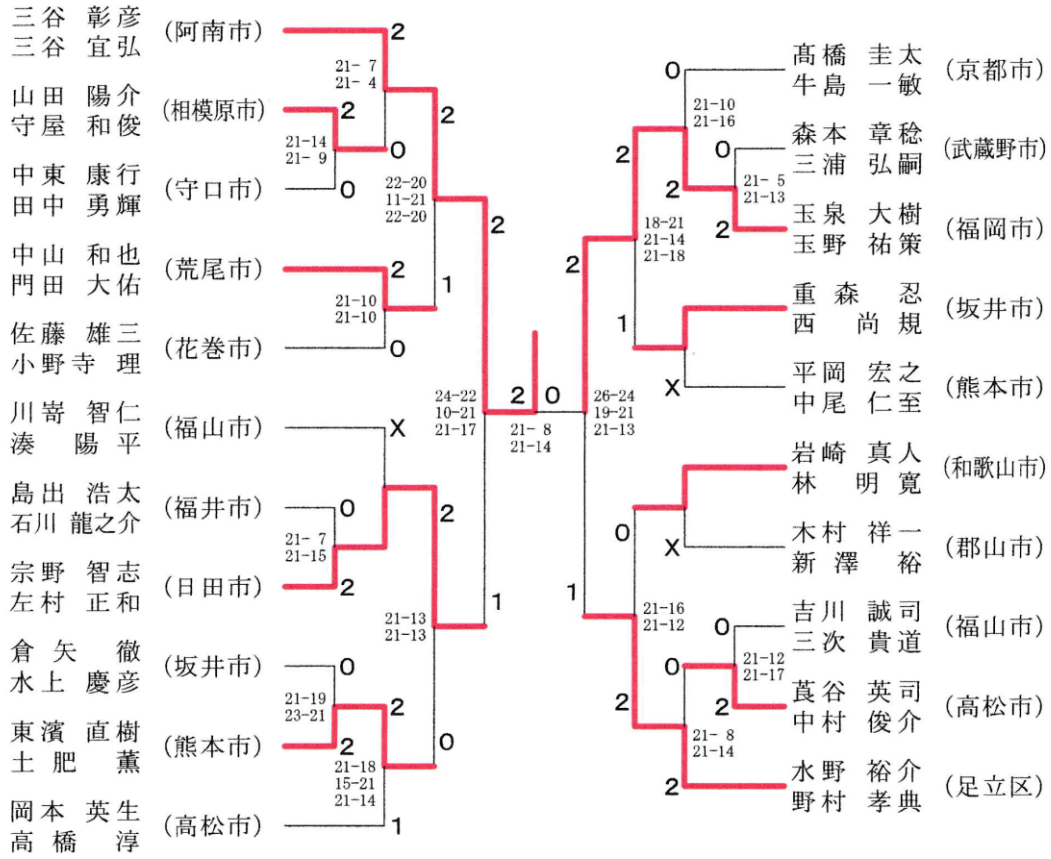 三谷 彰彦
三谷 宜弘
(阿南市)
2
21- 7
21- 4
山田 陽介
守屋 和俊
(相模原市)
2
21-14
21- 9
0
2
中東 康行
田中 勇輝
(守口市)
0
22-20
11-21
22-20
2
中山 和也
門田 大佑
(荒尾市)
2
21-10
21-10
1
佐藤 雄三
小野寺 理
(花巻市)
0
24-22
10-21
21-17
川嵜 智仁
湊 陽平
(福山市)
X
島出 浩太
石川 龍之介
(福井市)
0
21- 7
21-15
2
宗野 智志
左村 正和
(日田市)
2
21-13
21-13
1
倉矢 徹
水上 慶彦
(坂井市)
0
21-19
23-21
2
東濱 直樹
土肥 薫
(熊本市)
2
21-18
15-21
21-14
0
岡本 英生
高橋 淳
(高松市)
1
2
0
21- 8
21-14
髙橋 圭太
牛島 一敏
(京都市)
0
21-10
21-16
森本 章稔
三浦 弘嗣
(武蔵野市)
0
21- 5
21-13
2
2
玉泉 大樹
玉野 祐策
(福岡市)
2
18-21
21-14
21-18
2
重森 忍
西 尚規
(坂井市)
1
平岡 宏之
中尾 仁至
(熊本市)
X
26-24
19-21
21-13
岩崎 真人
林 明寛
(和歌山市)
0
木村 祥一
新澤 裕
(郡山市)
X
1
21-16
21-12
吉川 誠司
三次 貴道
(福山市)
0
21-12
21-17
0
2
莨谷 英司
中村 俊介
(高松市)
2
21- 8
21-14
水野 裕介
野村 孝典
(足立区)
2